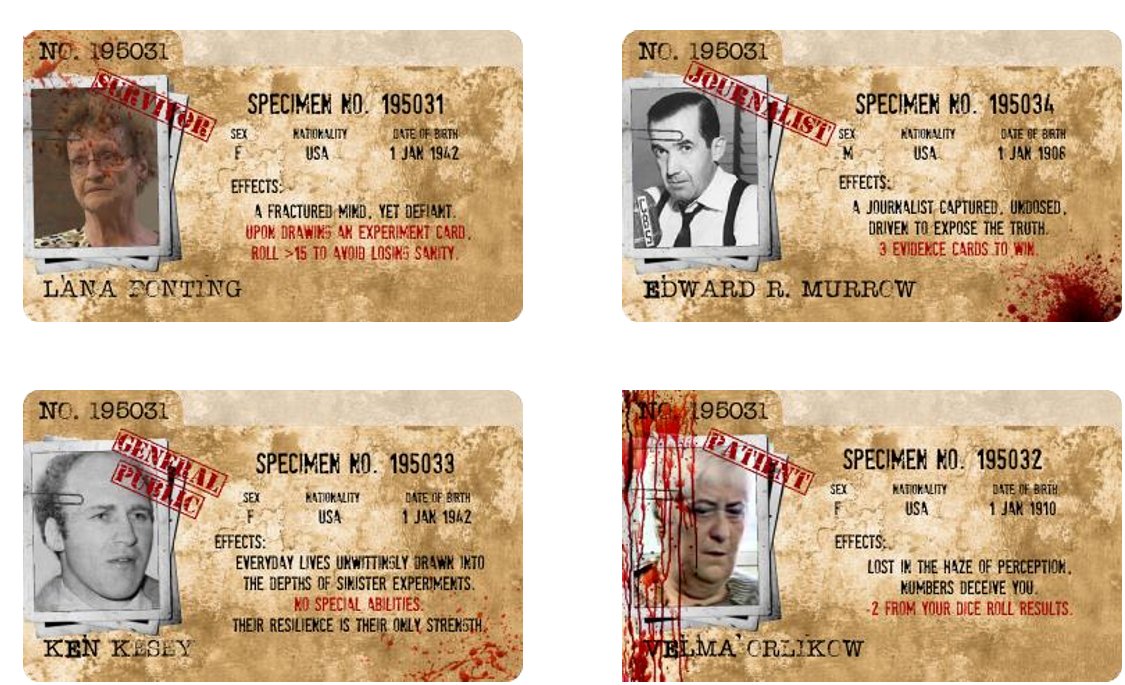 NO. 195031
SURVIVOR
SPECIMEN NO. 195031
SEX NATIONALITY DATE OF BIRTH
F USA 1 JAN 1942
EFFECTS:
A FRACTURED MIND, YET DEFIANT.
UPON DRAWING AN EXPERIMENT CARD,
ROLL >15 TO AVOID LOSING SANITY.
LANA PONTING
NO. 195031
JOURNALIST
SPECIMEN NO. 195034
SEX NATIONALITY DATE OF BIRTH
M USA 1 JAN 1906
CBS
EFFECTS:
A JOURNALIST CAPTURED, UNDOSED,
DRIVEN TO EXPOSE THE TRUTH.
3 EVIDENCE CARDS TO WIN.
EDWARD R. MURROW
NO. 195031
GENERAL
PUBLIC
SPECIMEN NO. 195033
SEX NATIONALITY DATE OF BIRTH
F USA 1 JAN 1942
EFFECTS:
EVERYDAY LIVES UNWITTINGLY DRAWN INTO
THE DEPTHS OF SINISTER EXPERIMENTS.
NO SPECIAL ABILITIES.
THEIR RESILIENCE IS THEIR ONLY STRENGTH.
KEN KESEY
NO. 195031
PATIENT
SPECIMEN NO. 195032
SEX NATIONALITY DATE OF BIRTH
F USA 1 JAN 1910
EFFECTS:
LOST IN THE HAZE OF PERCEPTION,
NUMBERS DECEIVE YOU.
-2 FROM YOUR DICE ROLL RESULTS.
VELMA ORLIKOW